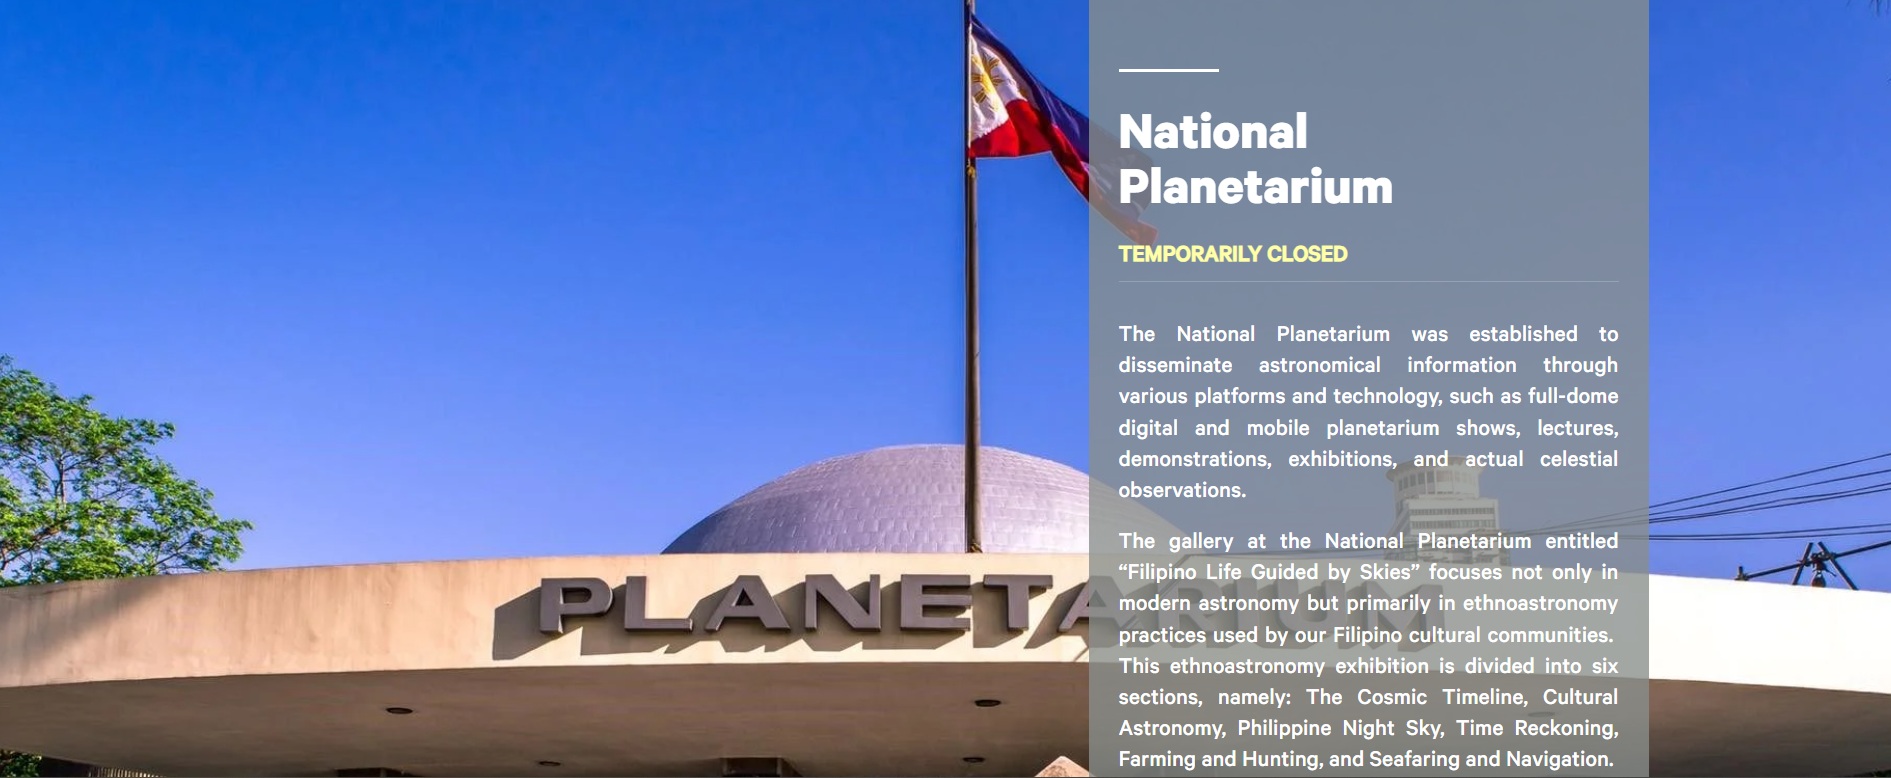 National
Planetarium
TEMPORARILY CLOSED
The National Planetarium was established to
disseminate astronomical information through
various platforms and technology, such as full-dome
digital and mobile planetarium shows, lectures,
demonstrations, exhibitions, and actual celestial
observations.
The gallery at the National Planetarium entitled
“Filipino Life Guided by Skies” focuses not only in
modern astronomy but primarily in ethnoastronomy
practices used by our Filipino cultural communities.
This ethnoastronomy exhibition is divided into six
sections, namely: The Cosmic Timeline, Cultural
Astronomy, Philippine Night Sky, Time Reckoning,
Farming and Hunting, and Seafaring and Navigation.
PLANETARIUM